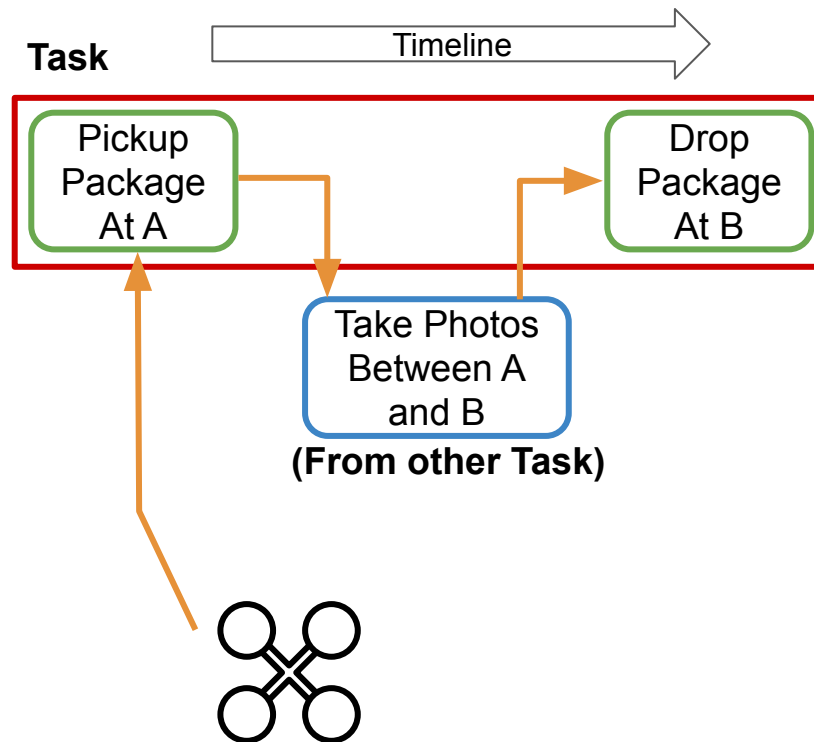 Timeline
Task
Pickup
Package
At A
Drop
Package
At B
Take Photos
Between A
and B
(From other Task)